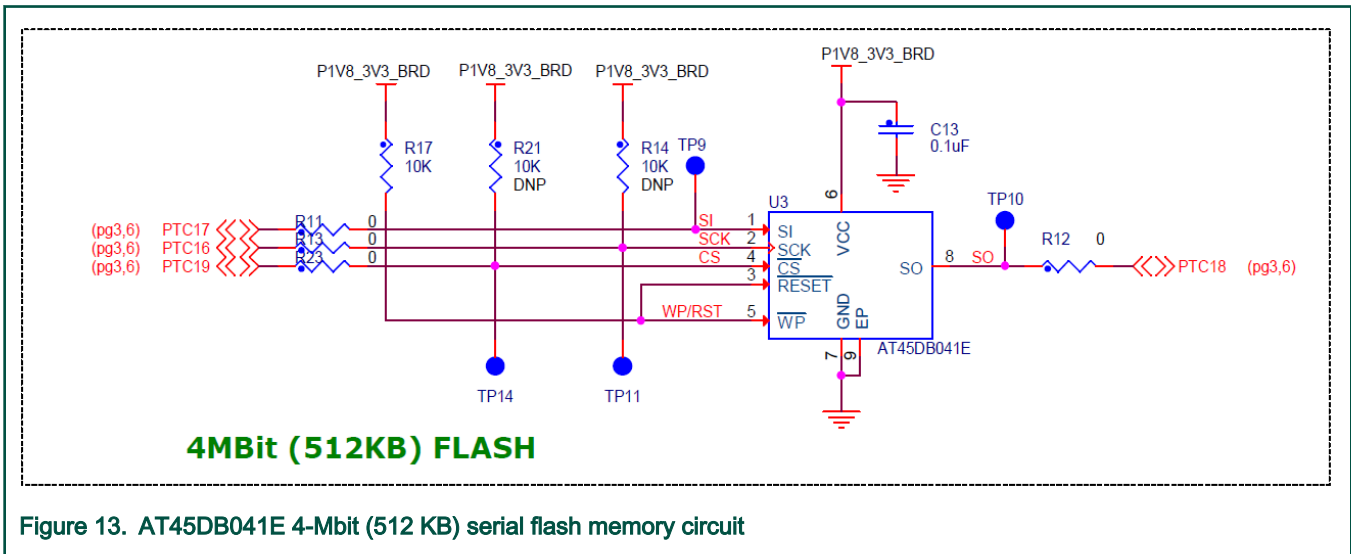 P1V8_3V3_BRD P1V8_3V3_BRD P1V8_3V3_BRD P1V8_3V3_BRD
R17 10K
R21 10K DNP
R14 10K DNP
TP9
C13 0.1uF
(pg3,6) PTC17 R11 0 SI 1 SI
(pg3,6) PTC16 R13 0 SCK 2 SCK
(pg3,6) PTC19 R23 0 CS 4 CS
3 RESET
WP/RST 5 WP
U3
6 VCC
SO 8 SO
TP10
R12 0
PTC18 (pg3,6)
GND 7
EP 9
AT45DB041E
TP14
TP11
4MBit (512KB) FLASH
Figure 13. AT45DB041E 4-Mbit (512 KB) serial flash memory circuit